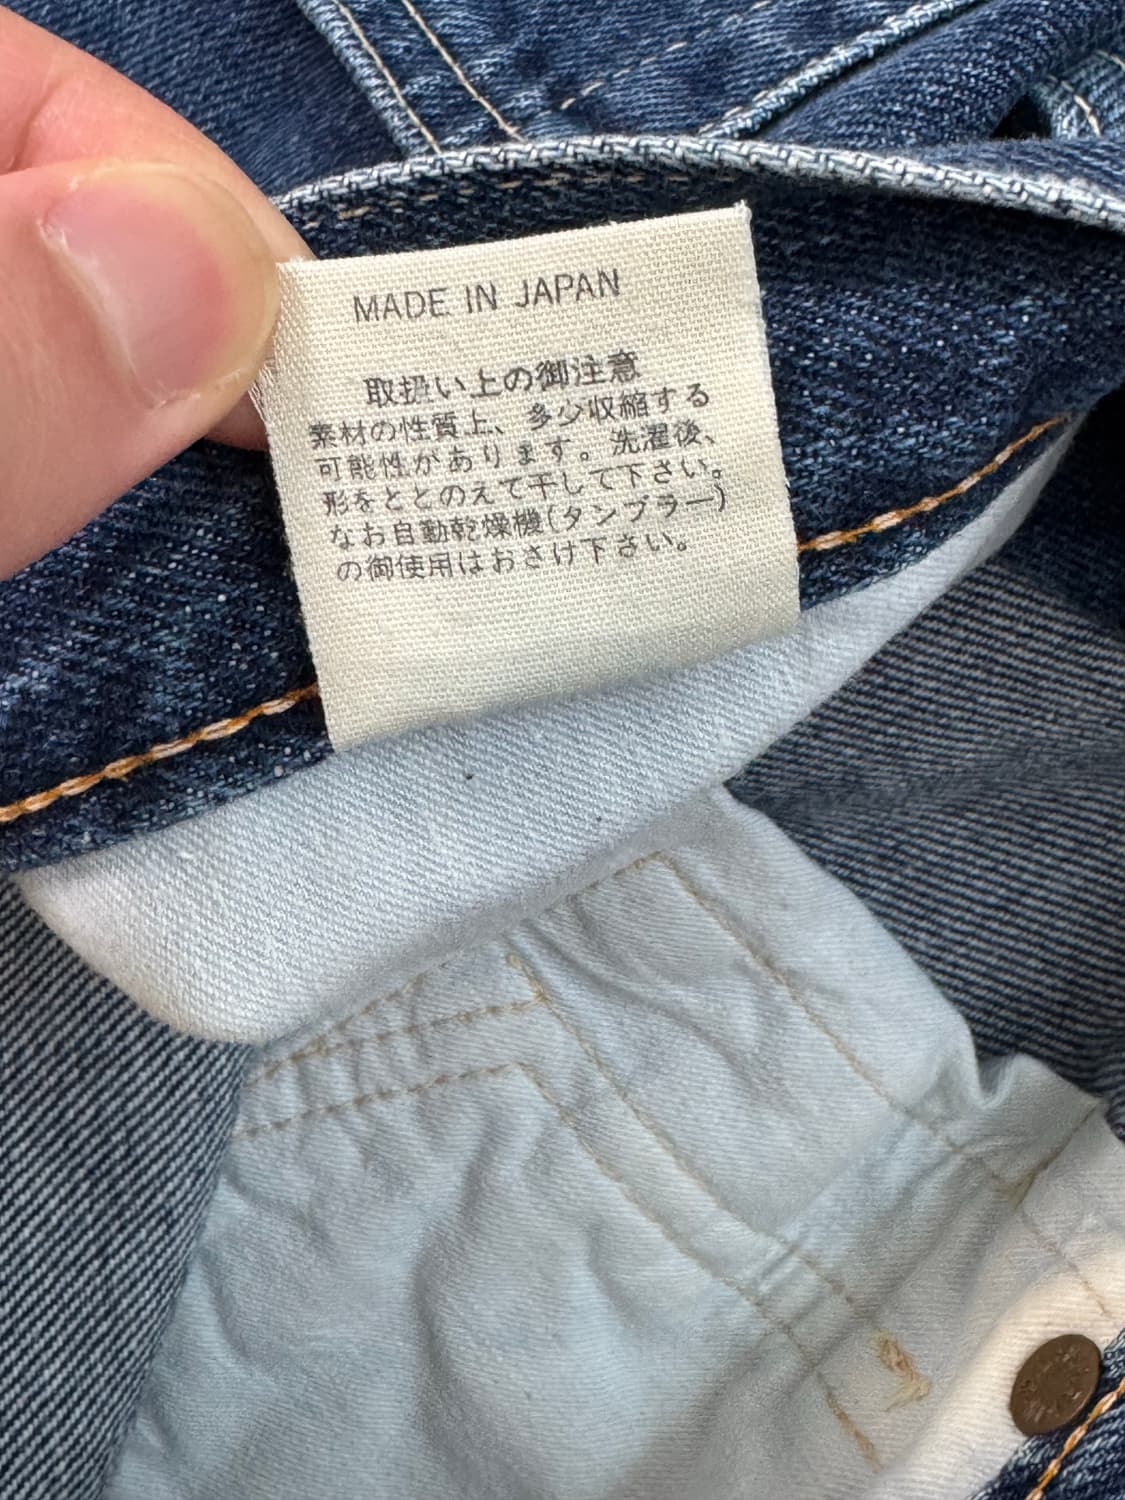 MADE IN JAPAN
取扱い上の御注意
素材の性質上、多少収縮する
可能性があります。洗濯後、
形をととのえて干して下さい。
なお自動乾燥機(タンブラー)
の御使用はおさけ下さい。